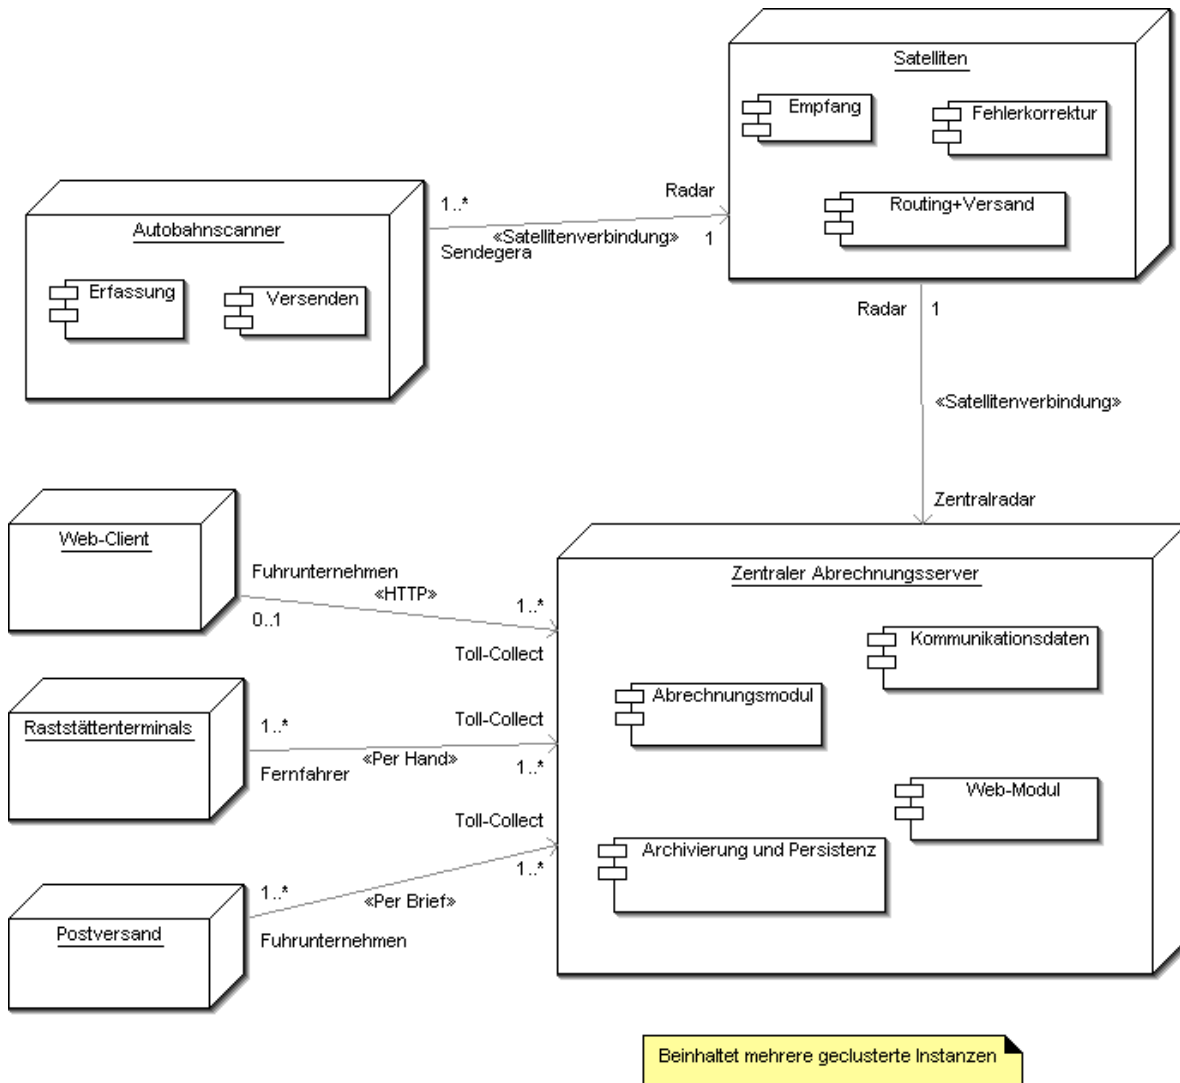 Satelliten
Empfang
Fehlerkorrektur
Routing+Versand
Autobahnscanner
Erfassung
Versenden
1..*
Radar
«Satellitenverbindung»
1
Sendegera
Radar
1
«Satellitenverbindung»
Zentralradar
Web-Client
Fuhrunternehmen
«HTTP»
1..*
0..1
Toll-Collect
Zentraler Abrechnungsserver
Kommunikationsdaten
Abrechnungsmodul
Web-Modul
Archivierung und Persistenz
Raststättenterminals
1..*
Toll-Collect
«Per Hand»
1..*
Fernfahrer
Toll-Collect
1..*
1..*
«Per Brief»
Postversand
Fuhrunternehmen
Beinhaltet mehrere geclusterte Instanzen